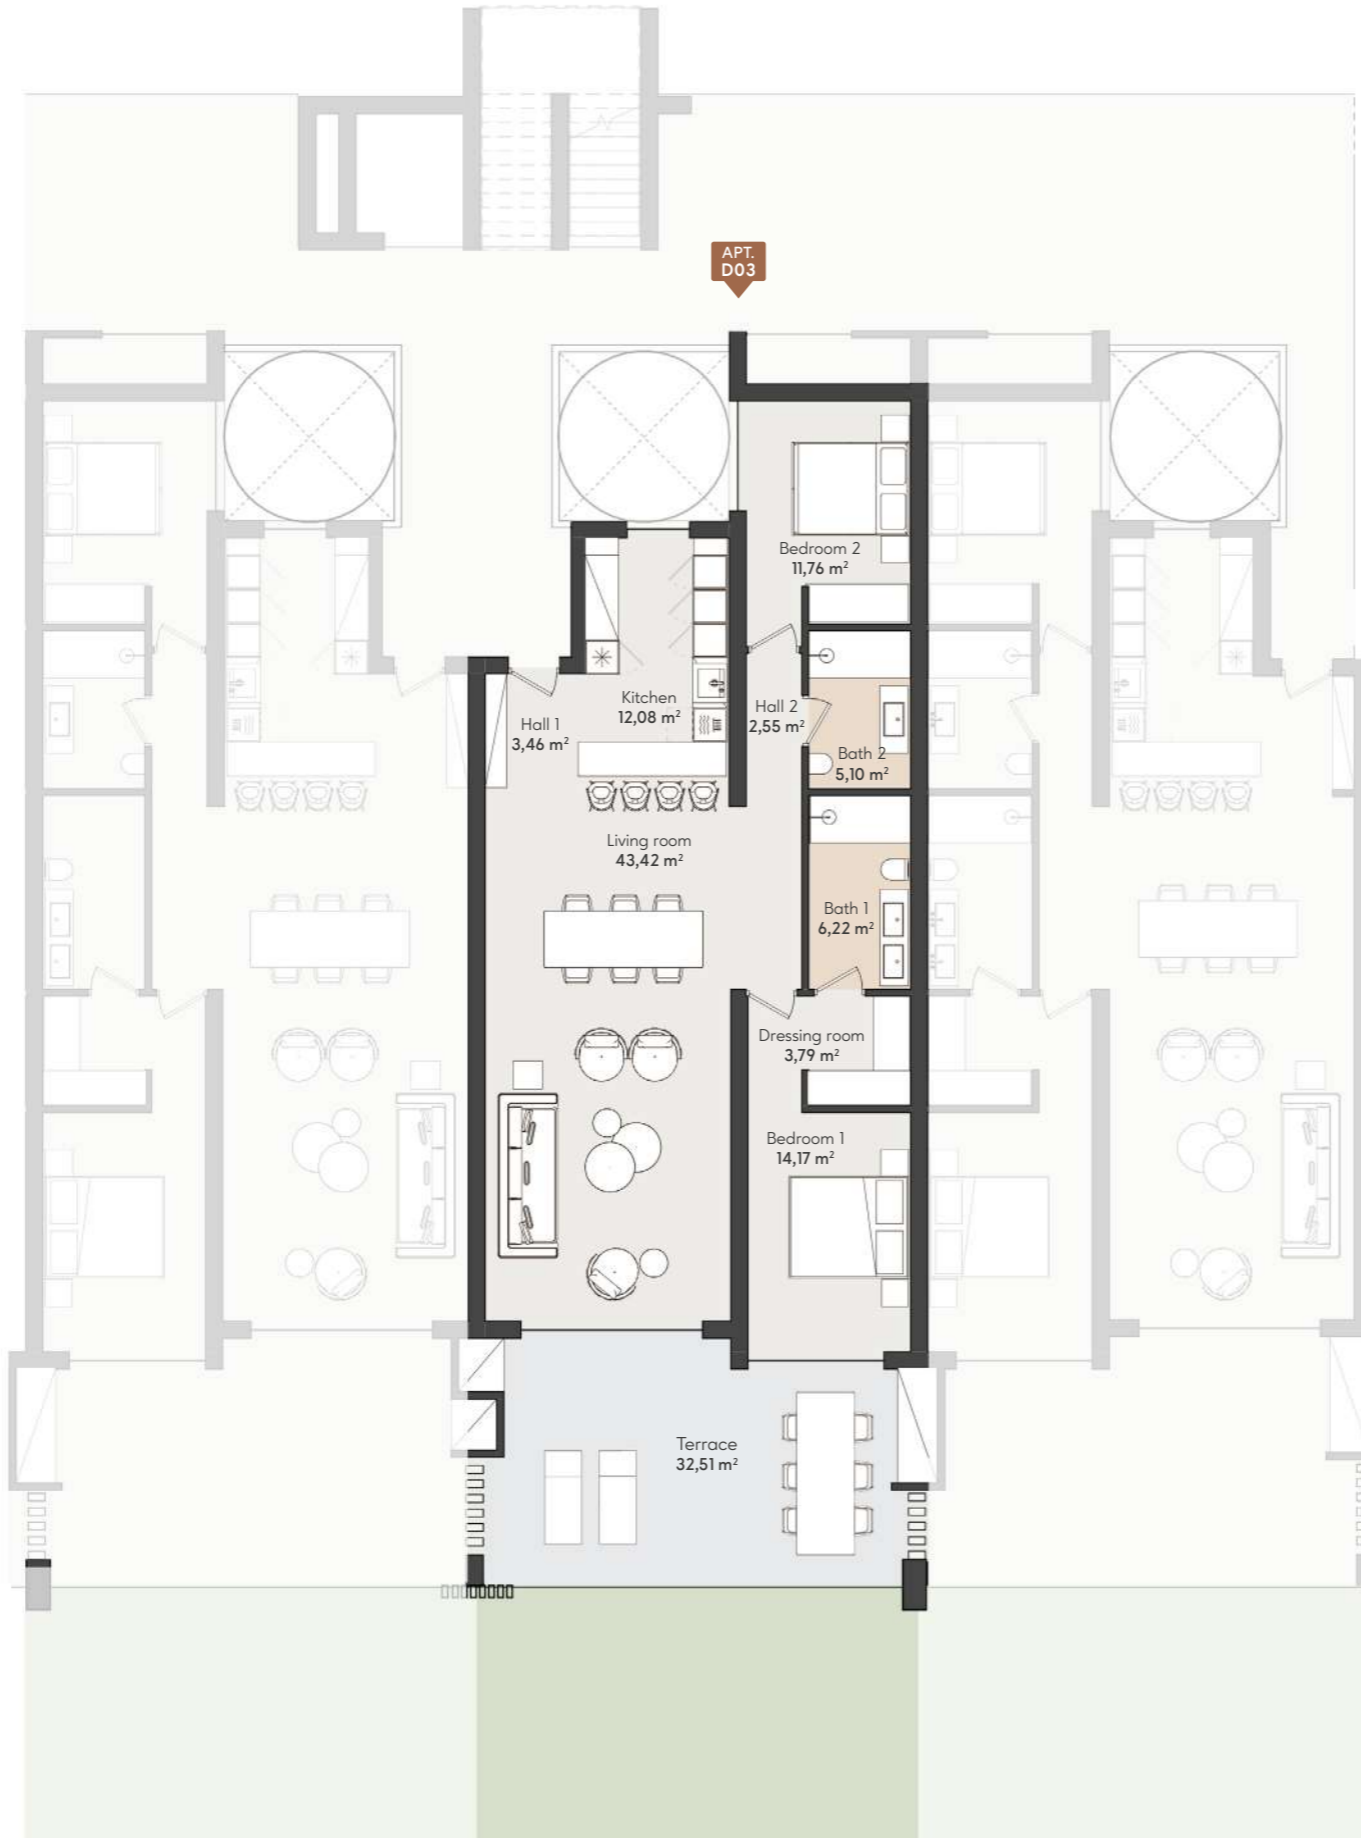 APT.
D03
Bedroom 2
11,76 m²
Kitchen
12,08 m²
Hall 1
3,46 m²
Hall 2
2,55 m²
Bath 2
5,10 m²
Living room
43,42 m²
Bath 1
6,22 m²
Dressing room
3,79 m²
Bedroom 1
14,17 m²
Terrace
32,51 m²